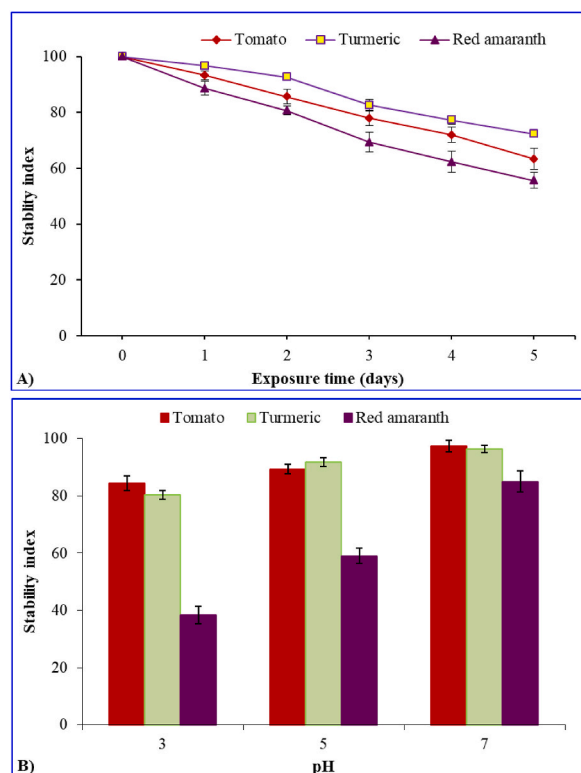 Tomato Turmeric Red amaranth
100
80
60
40
20
0
Stablity index
0 1 2 3 4 5
Exposure time (days)
A)
Tomato Turmeric Red amaranth
100
80
60
40
20
0
Stability index
3 5 7
pH
B)